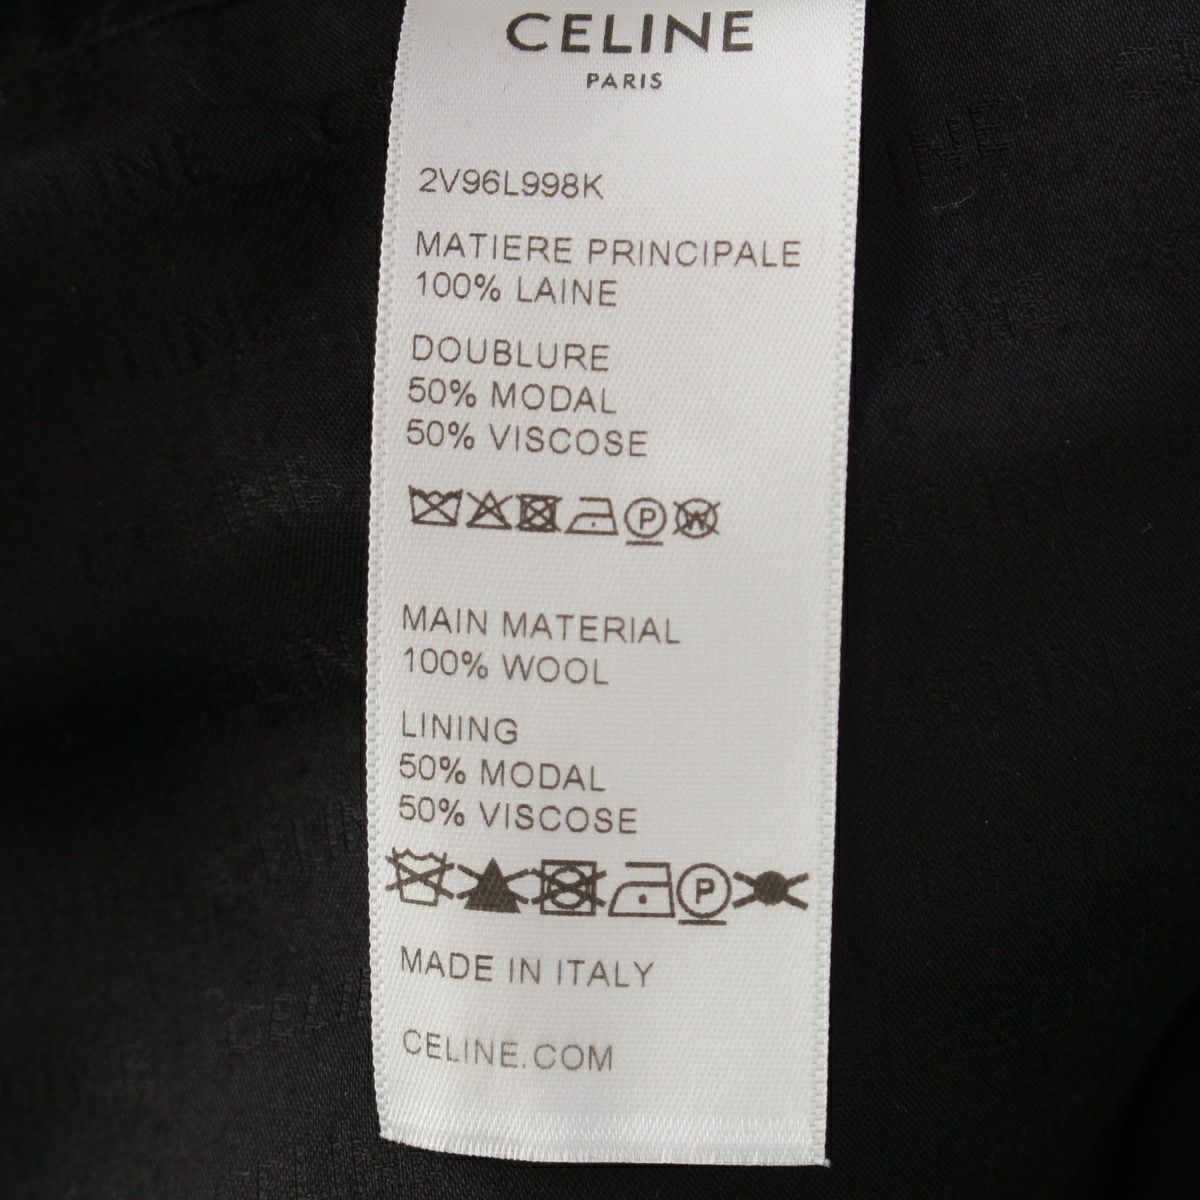 CELINE
PARIS
2V96L998K
MATIERE PRINCIPALE
100% LAINE
DOUBLURE
50% MODAL
50% VISCOSE
P W
MAIN MATERIAL
100% WOOL
LINING
50% MODAL
50% VISCOSE
P
MADE IN ITALY
CELINE.COM